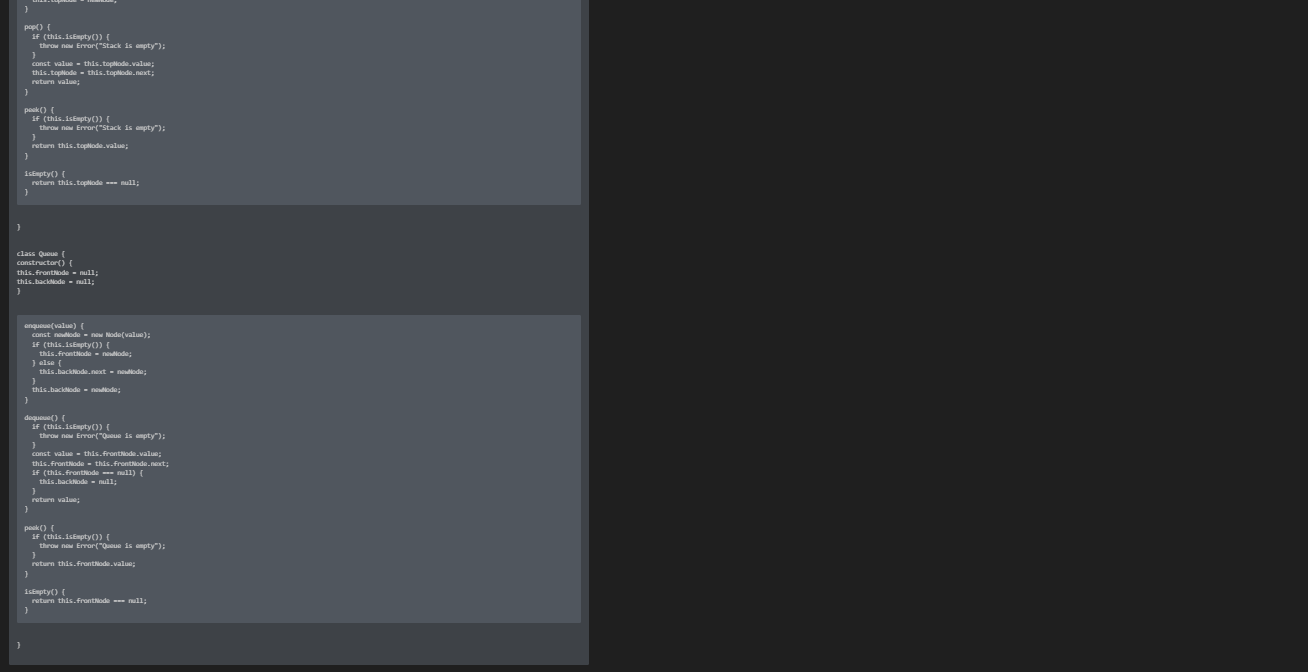 this.topNode = newNode;
}
pop() {
if (this.isEmpty()) {
throw new Error("Stack is empty");
}
const value = this.topNode.value;
this.topNode = this.topNode.next;
return value;
}
peek() {
if (this.isEmpty()) {
throw new Error("Stack is empty");
}
return this.topNode.value;
}
isEmpty() {
return this.topNode === null;
}
}
class Queue {
constructor() {
this.frontNode = null;
this.backNode = null;
}
enqueue(value) {
const newNode = new Node(value);
if (this.isEmpty()) {
this.frontNode = newNode;
} else {
this.backNode.next = newNode;
}
this.backNode = newNode;
}
dequeue() {
if (this.isEmpty()) {
throw new Error("Queue is empty");
}
const value = this.frontNode.value;
this.frontNode = this.frontNode.next;
if (this.frontNode === null) {
this.backNode = null;
}
return value;
}
peek() {
if (this.isEmpty()) {
throw new Error("Queue is empty");
}
return this.frontNode.value;
}
isEmpty() {
return this.frontNode === null;
}
}